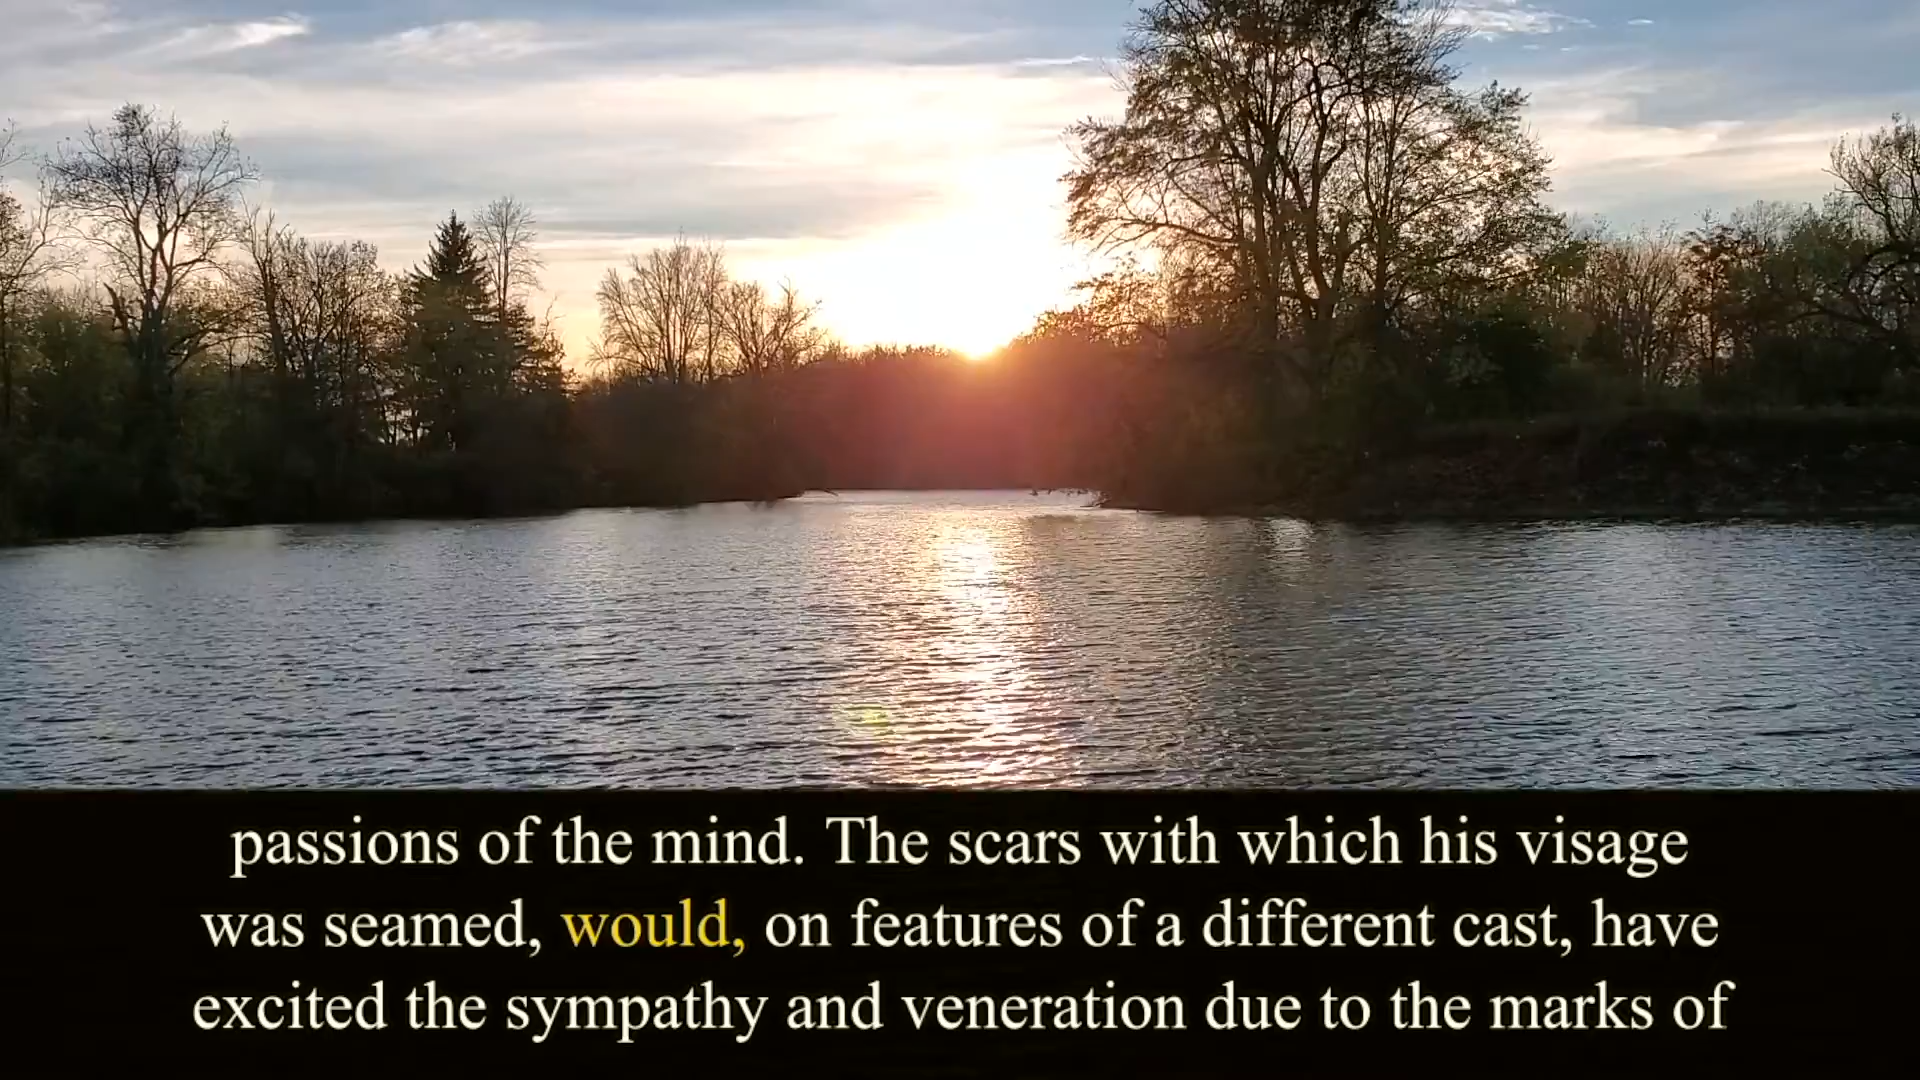 passions of the mind. The scars with which his visage
was seamed, would, on features of a different cast, have
excited the sympathy and veneration due to the marks of